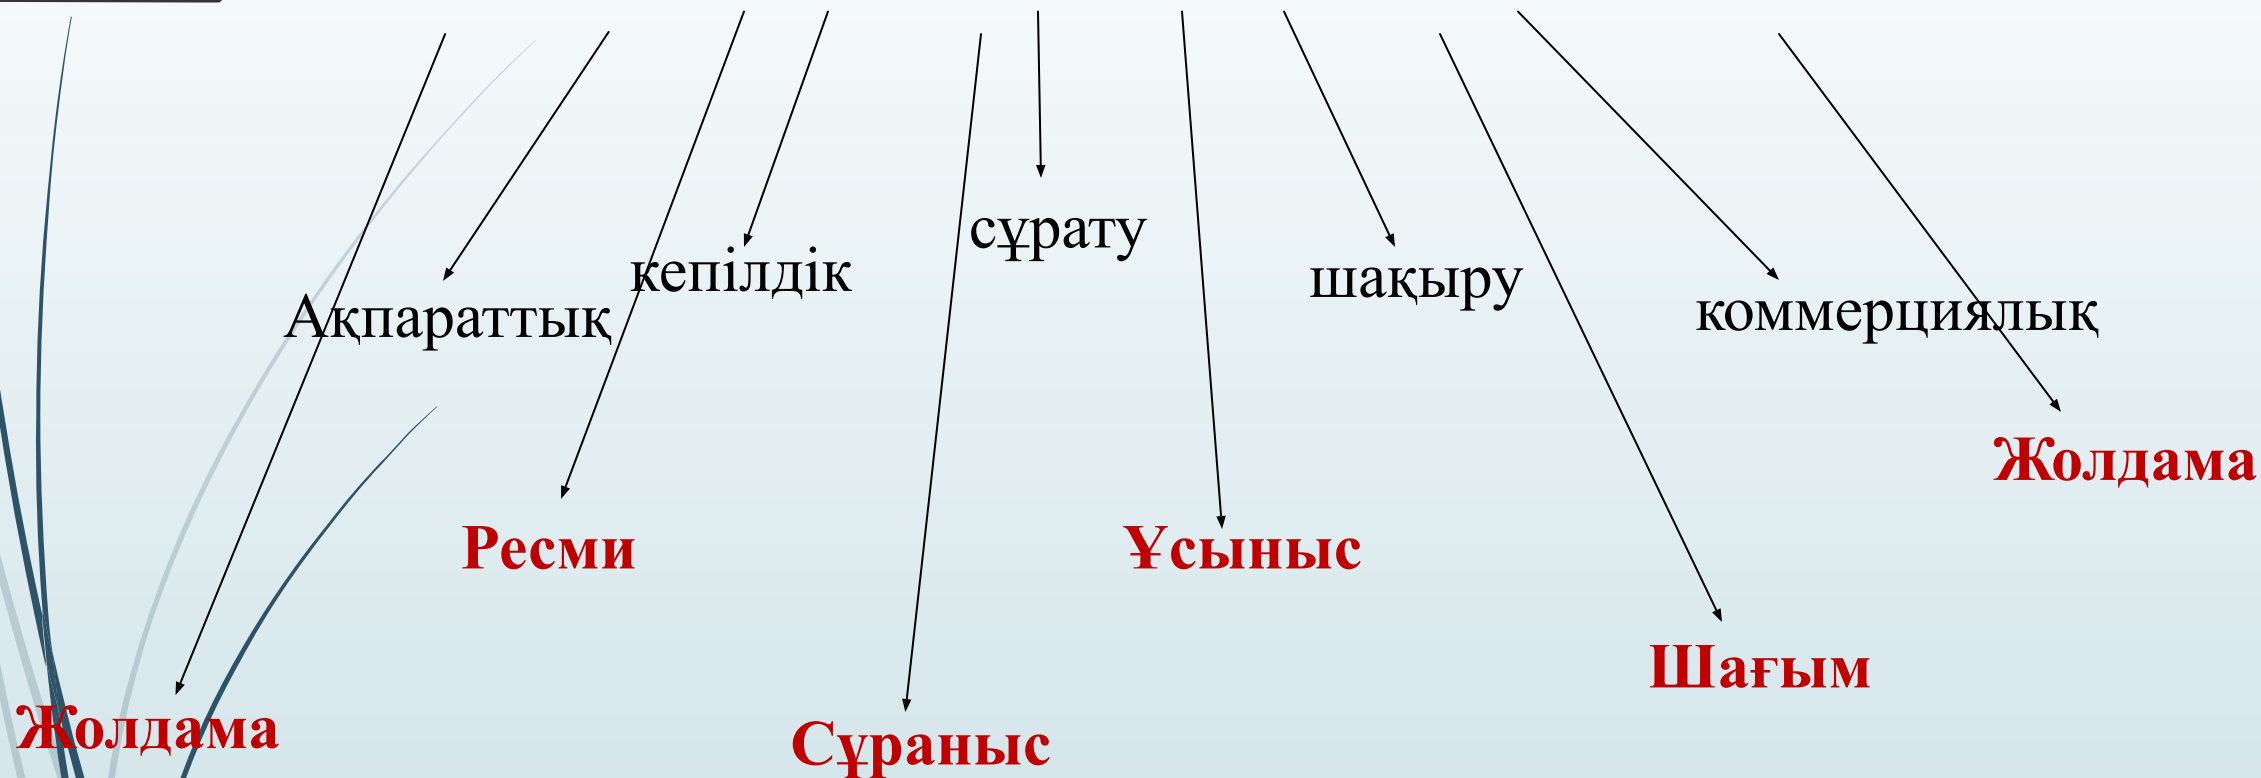 сұрату
кепілдік
шақыру
Ақпараттық
коммерциялық
Жолдама
Ресми
Ұсыныс
Шағым
Жолдама
Сұраныс